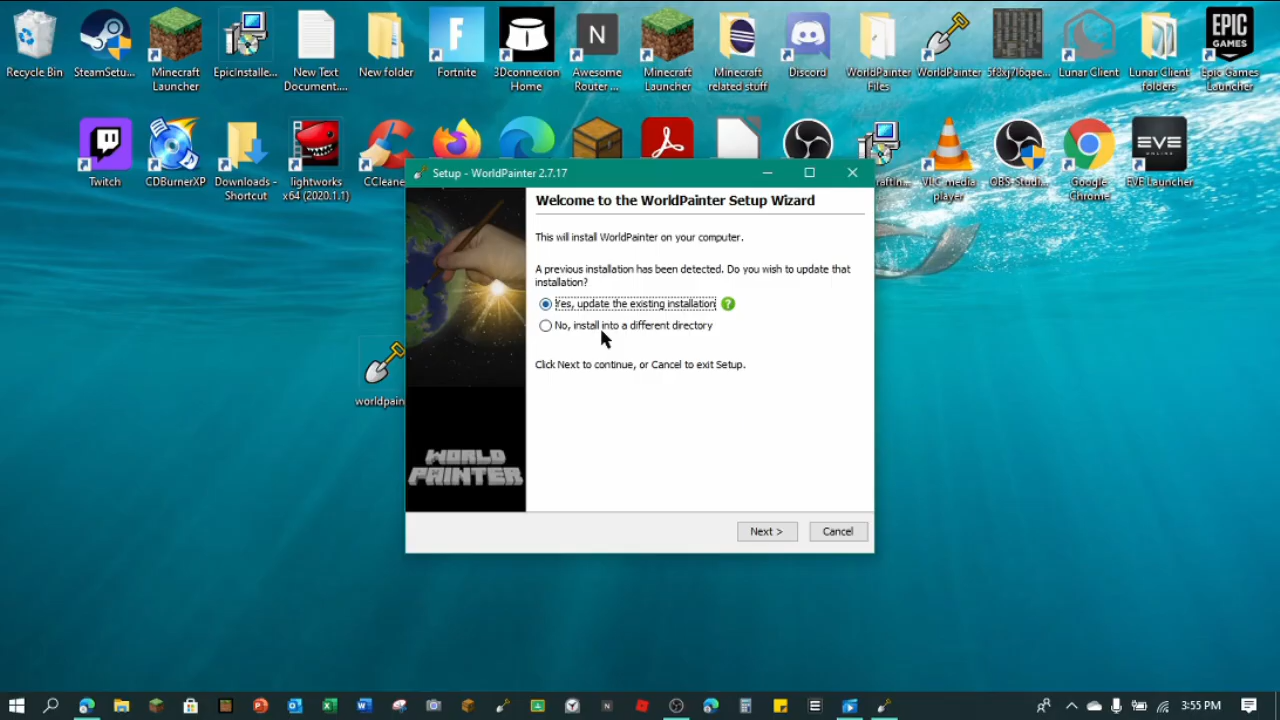 Recycle Bin
SteamSetu...
Minecraft
Launcher
EpicInstalle...
New Text
Document....
New folder
Fortnite
3Dconnexion
Home
Awesome
Router ...
Minecraft
Launcher
Minecraft
related stuff
Discord
WorldPainter
Files
WorldPainter
5f8xj7l6qae...
Lunar Client
Lunar Client
folders
Epic Games
Launcher
EPIC
GAMES
F
N
Twitch
CDBurnerXP
Downloads -
Shortcut
lightworks
x64 (2020.1.1)
CCleane
VLC media
player
OBS Studi...
Google
Chrome
EVE
ONLINE
EVE Launcher
worldpain
Setup - WorldPainter 2.7.17
Welcome to the WorldPainter Setup Wizard
This will install WorldPainter on your computer.
A previous installation has been detected. Do you wish to update that
installation?
Yes, update the existing installation
?
No, install into a different directory
Click Next to continue, or Cancel to exit Setup.
WORLD
PAINTER
Next >
Cancel
3:55 PM